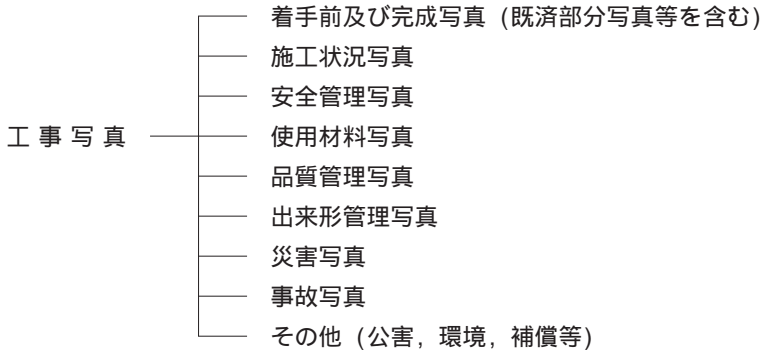 着手前及び完成写真（既済部分写真等を含む）
施工状況写真
安全管理写真
工 事 写 真 使用材料写真
品質管理写真
出来形管理写真
災害写真
事故写真
その他（公害，環境，補償等）